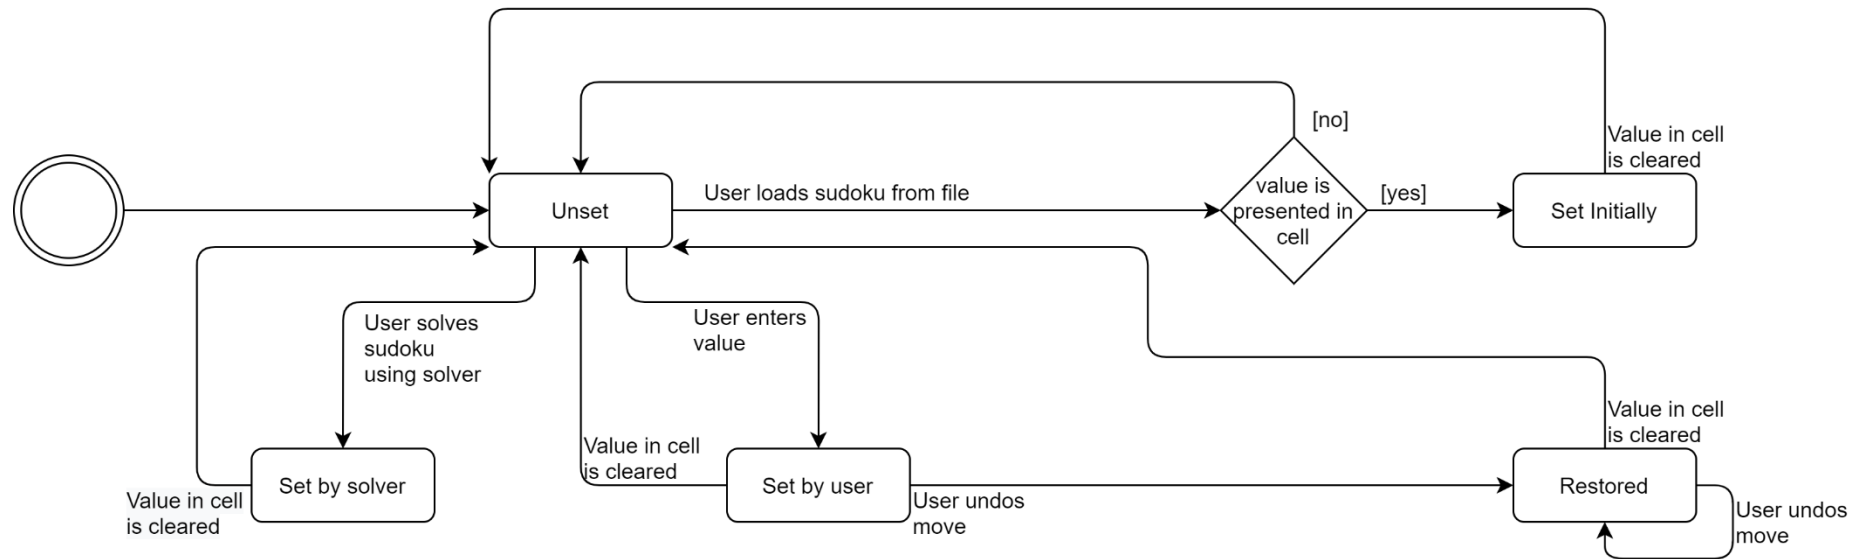 [no]
Value in cell
is cleared
User loads sudoku from file
value is
presented in
cell
[yes]
Unset
Set Initially
User solves
sudoku
using solver
User enters
value
Value in cell
is cleared
Value in cell
is cleared
Set by solver
Set by user
Restored
Value in cell
is cleared
User undos
move
User undos
move